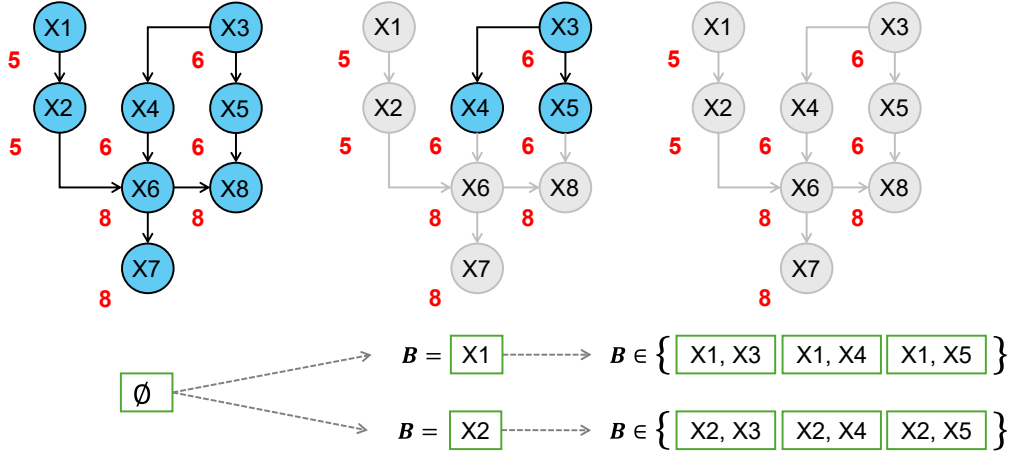 X1 X3 X1 X3 X1 X3
5 6 5 6 5 6
X2 X4 X5 X2 X4 X5 X2 X4 X5
5 6 6 5 6 6 5 6 6
X6 X8 X6 X8 X6 X8
8 8 8 8 8 8
X7 X7 X7
8 8 8
B = X1 B ∈ { X1, X3 X1, X4 X1, X5 }
∅
B = X2 B ∈ { X2, X3 X2, X4 X2, X5 }